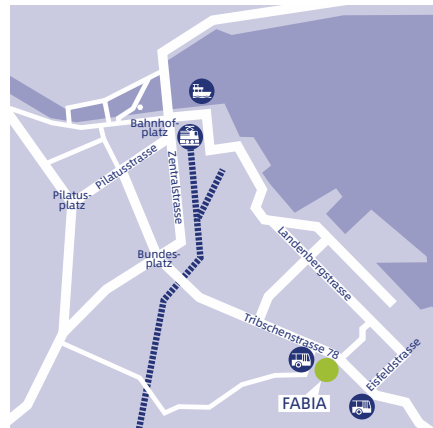 Bahnhof-
platz
Pilatusstrasse
Zentralstrasse
Pilatus-
platz
Bundes-
platz
Landenbergstrasse
Tribschenstrasse 78
Eisfeldstrasse
FABIA